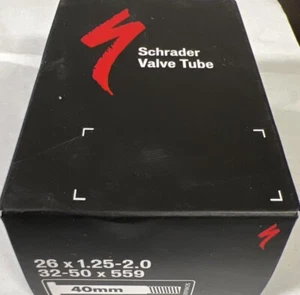 Schrader
Valve Tube
26 x 1.25-2.0
32-50 x 559
40mm